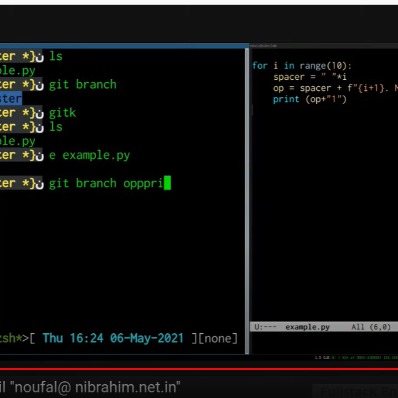 ter *} ls
ple.py
ter *} git branch
ster
ter *} gitk
ter *} ls
ple.py
ter *} e example.py
ter *} git branch opppri
zsh*>[ Thu 16:24 06-May-2021 ][none]
for i in range(10):
spacer = " "*i
op = spacer + f"{i+1}.
print (op+"1")
U:--- example.py All (6,0)
il "noufal@ nibrahim.net.in"